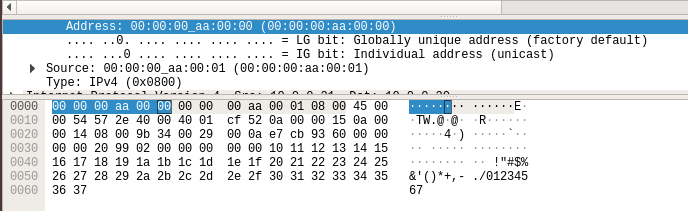 Address: 00:00:00_aa:00:00 (00:00:00:aa:00:00)
.... ..0. .... .... .... .... = LG bit: Globally unique address (factory default)
.... ...0 .... .... .... .... = IG bit: Individual address (unicast)
Source: 00:00:00_aa:00:01 (00:00:00:aa:00:01)
Type: IPv4 (0x0800)
Internet Protocol Version 4, Src: 10.0.0.21, Dst: 10.0.0.20
0000 00 00 00 aa 00 00 00 00 00 aa 00 01 08 00 45 00 ········ ······E·
0010 00 54 57 2e 40 00 40 01 cf 52 0a 00 00 15 0a 00 ·TW.@·@· ·R······
0020 00 14 08 00 9b 34 00 29 00 0a e7 cb 93 60 00 00 ·····4·) ·····`··
0030 00 00 20 99 02 00 00 00 00 00 10 11 12 13 14 15 ·· ····· ········
0040 16 17 18 19 1a 1b 1c 1d 1e 1f 20 21 22 23 24 25 ········ ·· !"#$%
0050 26 27 28 29 2a 2b 2c 2d 2e 2f 30 31 32 33 34 35 &'()*+,- ./012345
0060 36 37 67